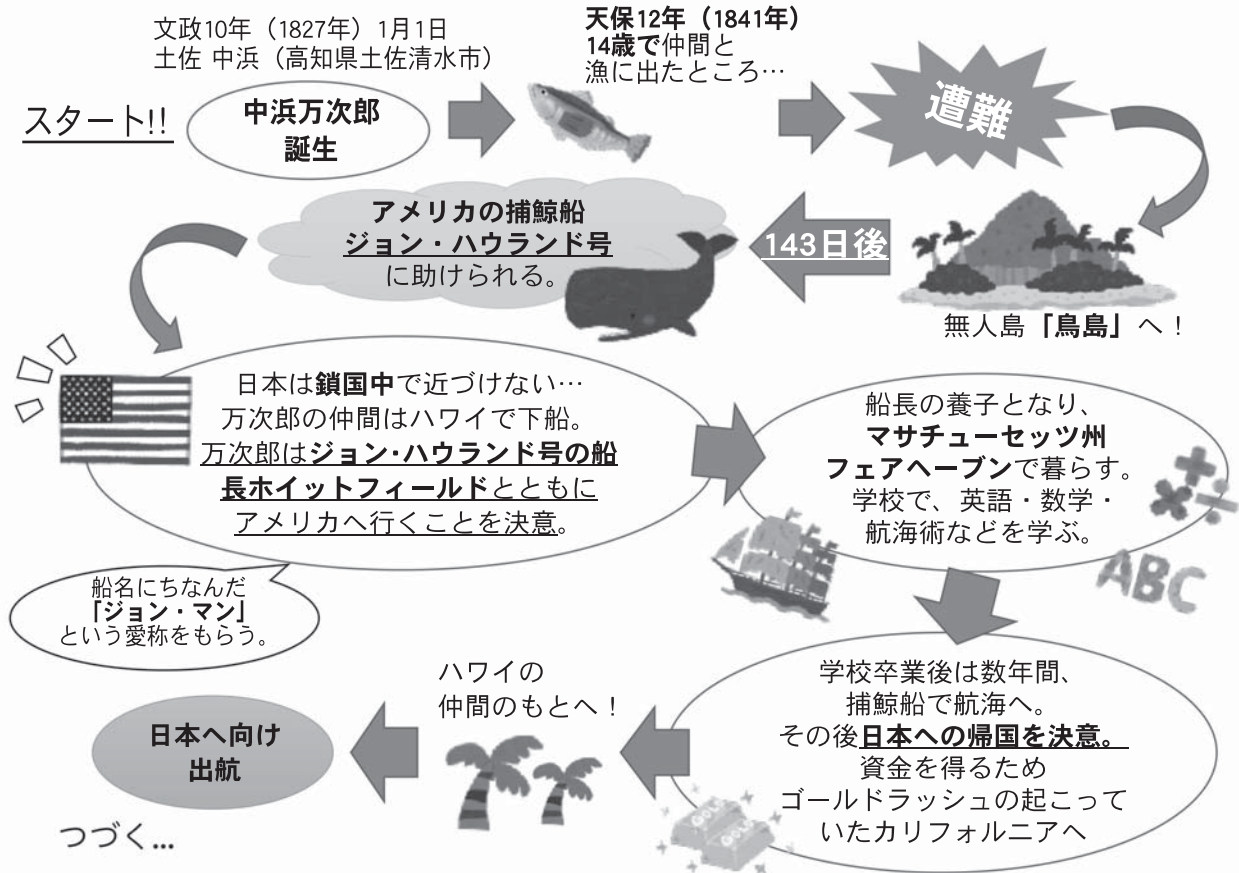 文政10年（1827年）1月1日
土佐 中浜（高知県土佐清水市）
スタート!!
中浜万次郎
誕生
天保12年（1841年）
14歳で仲間と
漁に出たところ…
遭難
無人島「鳥島」へ！
143日後
アメリカの捕鯨船
ジョン・ハウランド号
に助けられる。
日本は鎖国中で近づけない…
万次郎の仲間はハワイで下船。
万次郎はジョン・ハウランド号の船
長ホイットフィールドとともに
アメリカへ行くことを決意。
船名にちなんだ
「ジョン・マン」
という愛称をもらう。
船長の養子となり、
マサチューセッツ州
フェアヘーブンで暮らす。
学校で、英語・数学・
航海術などを学ぶ。
ABC
学校卒業後は数年間、
捕鯨船で航海へ。
その後日本への帰国を決意。
資金を得るため
ゴールドラッシュの起こって
いたカリフォルニアへ
GOLD
GOLD
ハワイの
仲間のもとへ！
日本へ向け
出航
つづく...